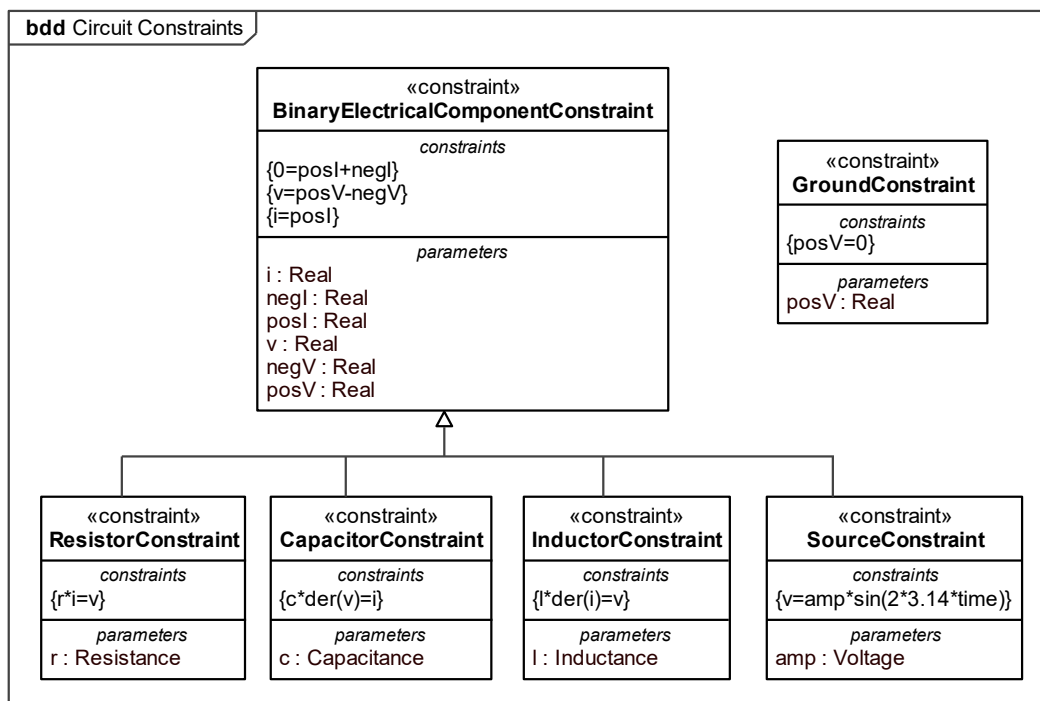 bdd Circuit Constraints
«constraint»
BinaryElectricalComponentConstraint
constraints
{0=posI+negI}
{v=posV-negV}
{i=posI}
parameters
i : Real
negI : Real
posI : Real
v : Real
negV : Real
posV : Real
«constraint»
GroundConstraint
constraints
{posV=0}
parameters
posV : Real
«constraint»
ResistorConstraint
constraints
{r*i=v}
parameters
r : Resistance
«constraint»
CapacitorConstraint
constraints
{c*der(v)=i}
parameters
c : Capacitance
«constraint»
InductorConstraint
constraints
{l*der(i)=v}
parameters
l : Inductance
«constraint»
SourceConstraint
constraints
{v=amp*sin(2*3.14*time)}
parameters
amp : Voltage